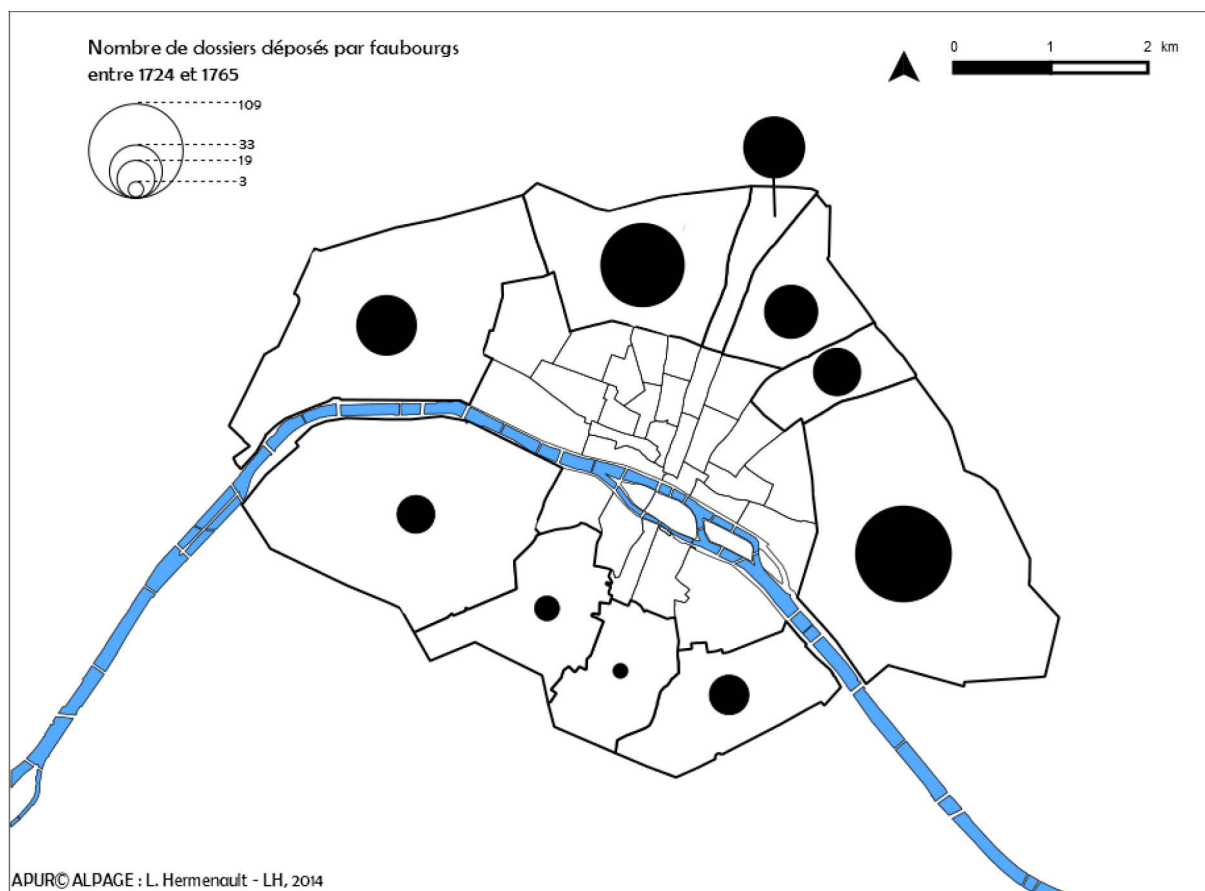 Nombre de dossiers déposés par faubourgs
entre 1724 et 1765
109
33
19
3
0 1 2 km
APUR© ALPAGE : L. Hermenault - LH, 2014